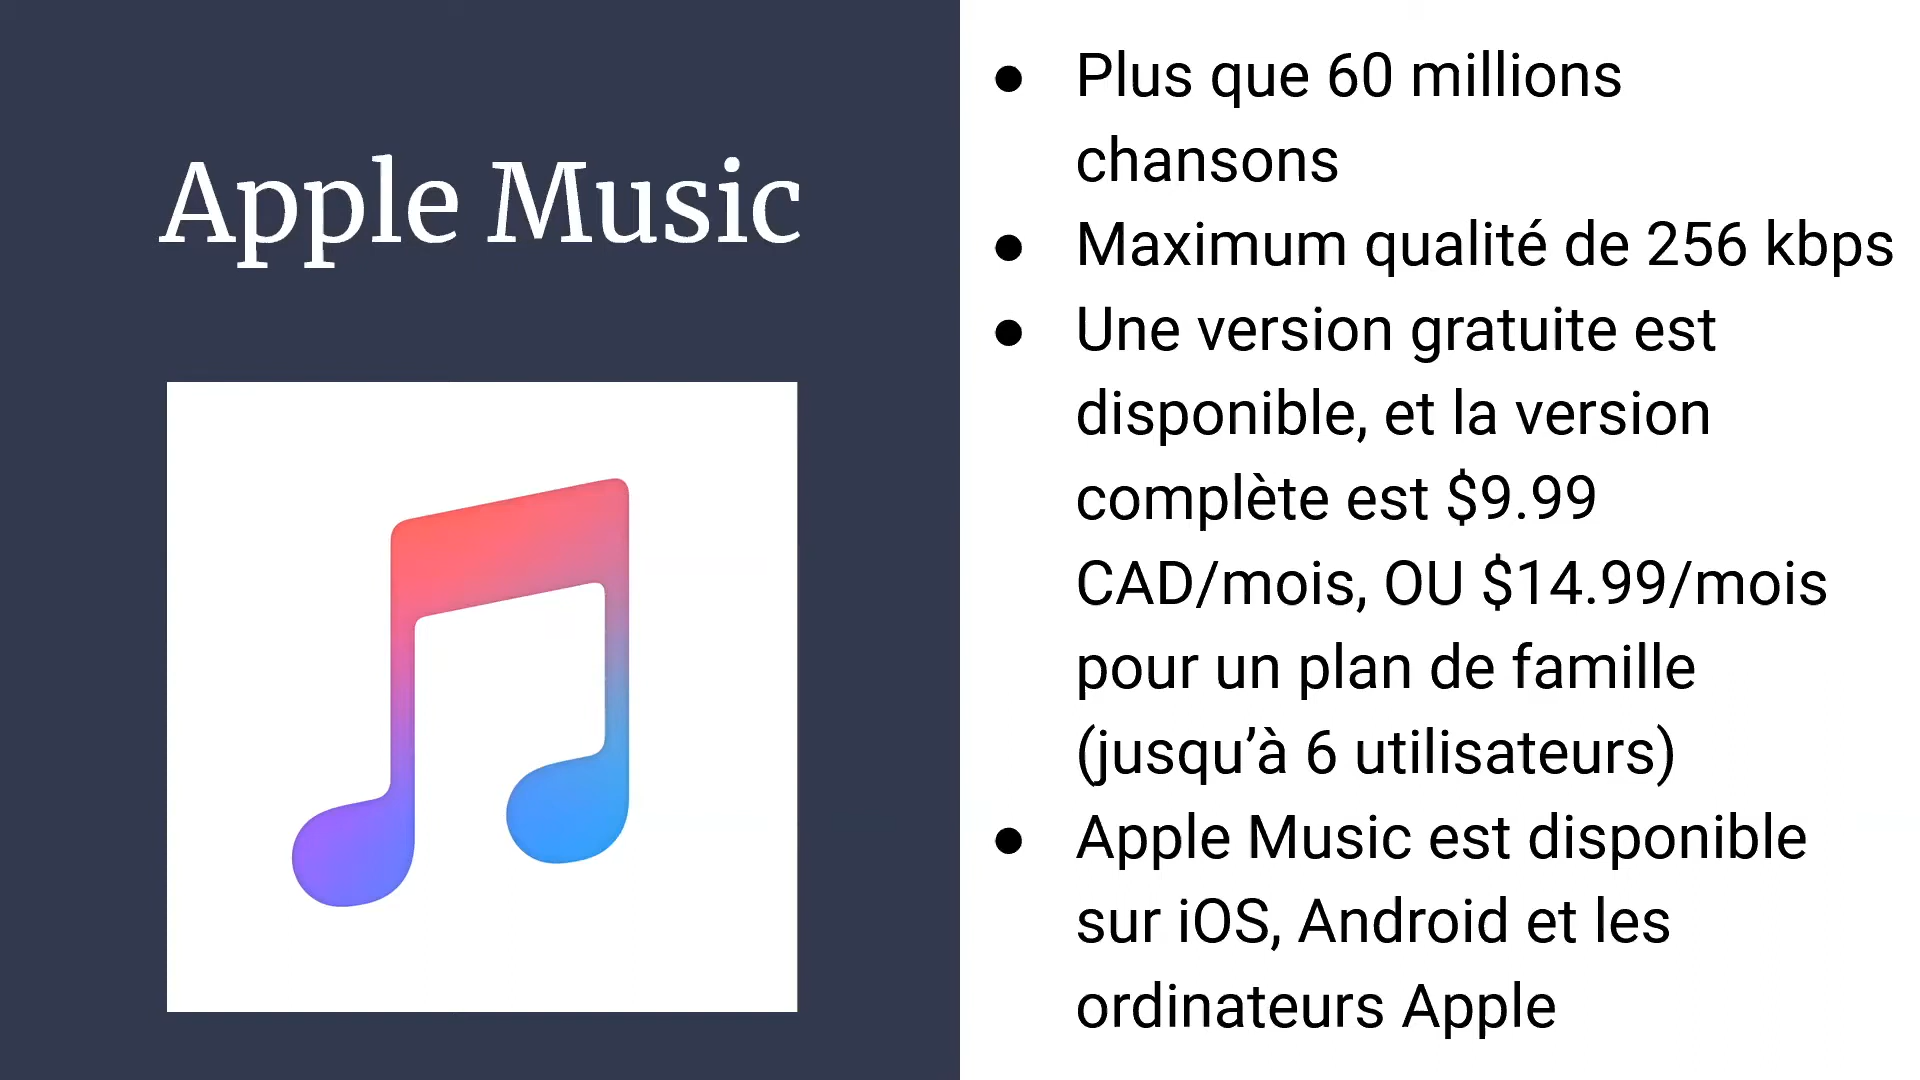 Apple Music
● Plus que 60 millions
chansons
● Maximum qualité de 256 kbps
● Une version gratuite est
disponible, et la version
complète est $9.99
CAD/mois, OU $14.99/mois
pour un plan de famille
(jusqu’à 6 utilisateurs)
● Apple Music est disponible
sur iOS, Android et les
ordinateurs Apple